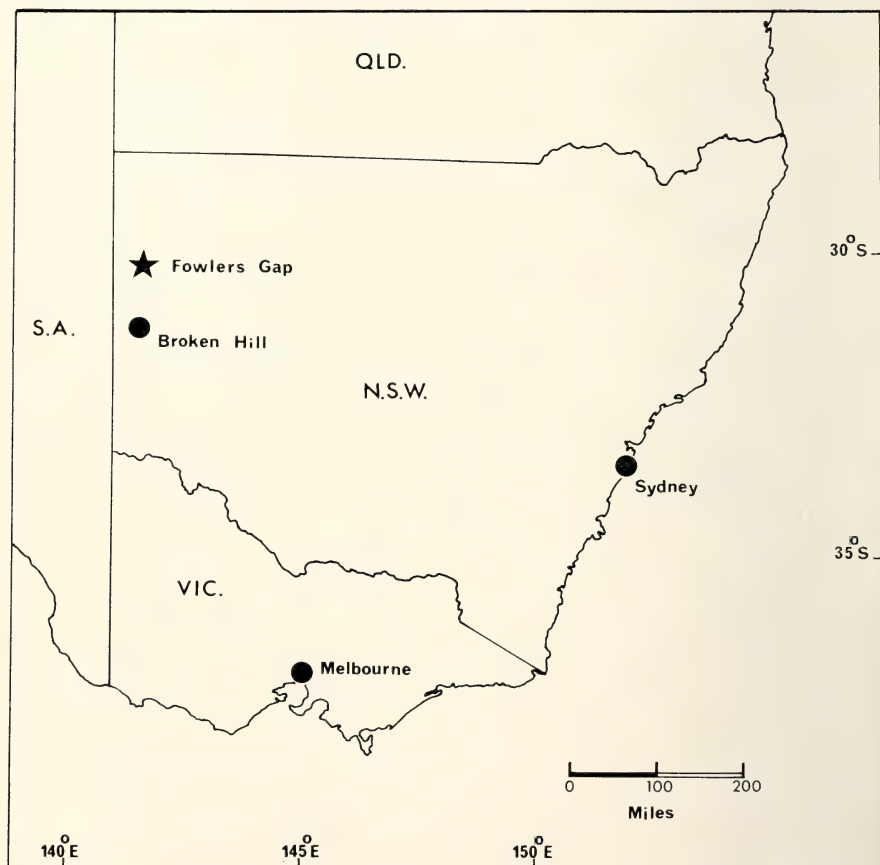 QLD.
30°S
Fowlers Gap
S.A.
Broken Hill
N.S.W.
Sydney
35°S
VIC.
Melbourne
0 100 200
Miles
140°E 145°E 150°E